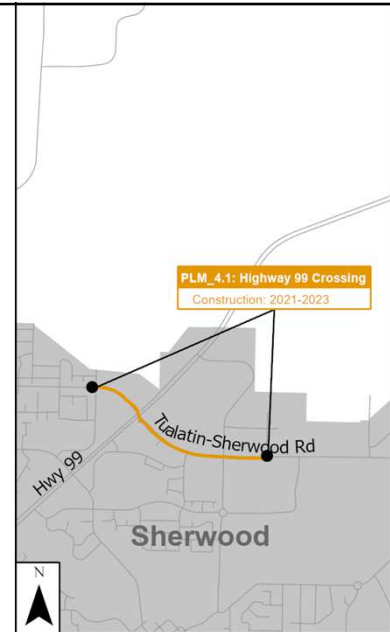 PLM_4.1: Highway 99 Crossing
Construction: 2021-2023
Tualatin-Sherwood Rd
Hwy 99
Sherwood
N